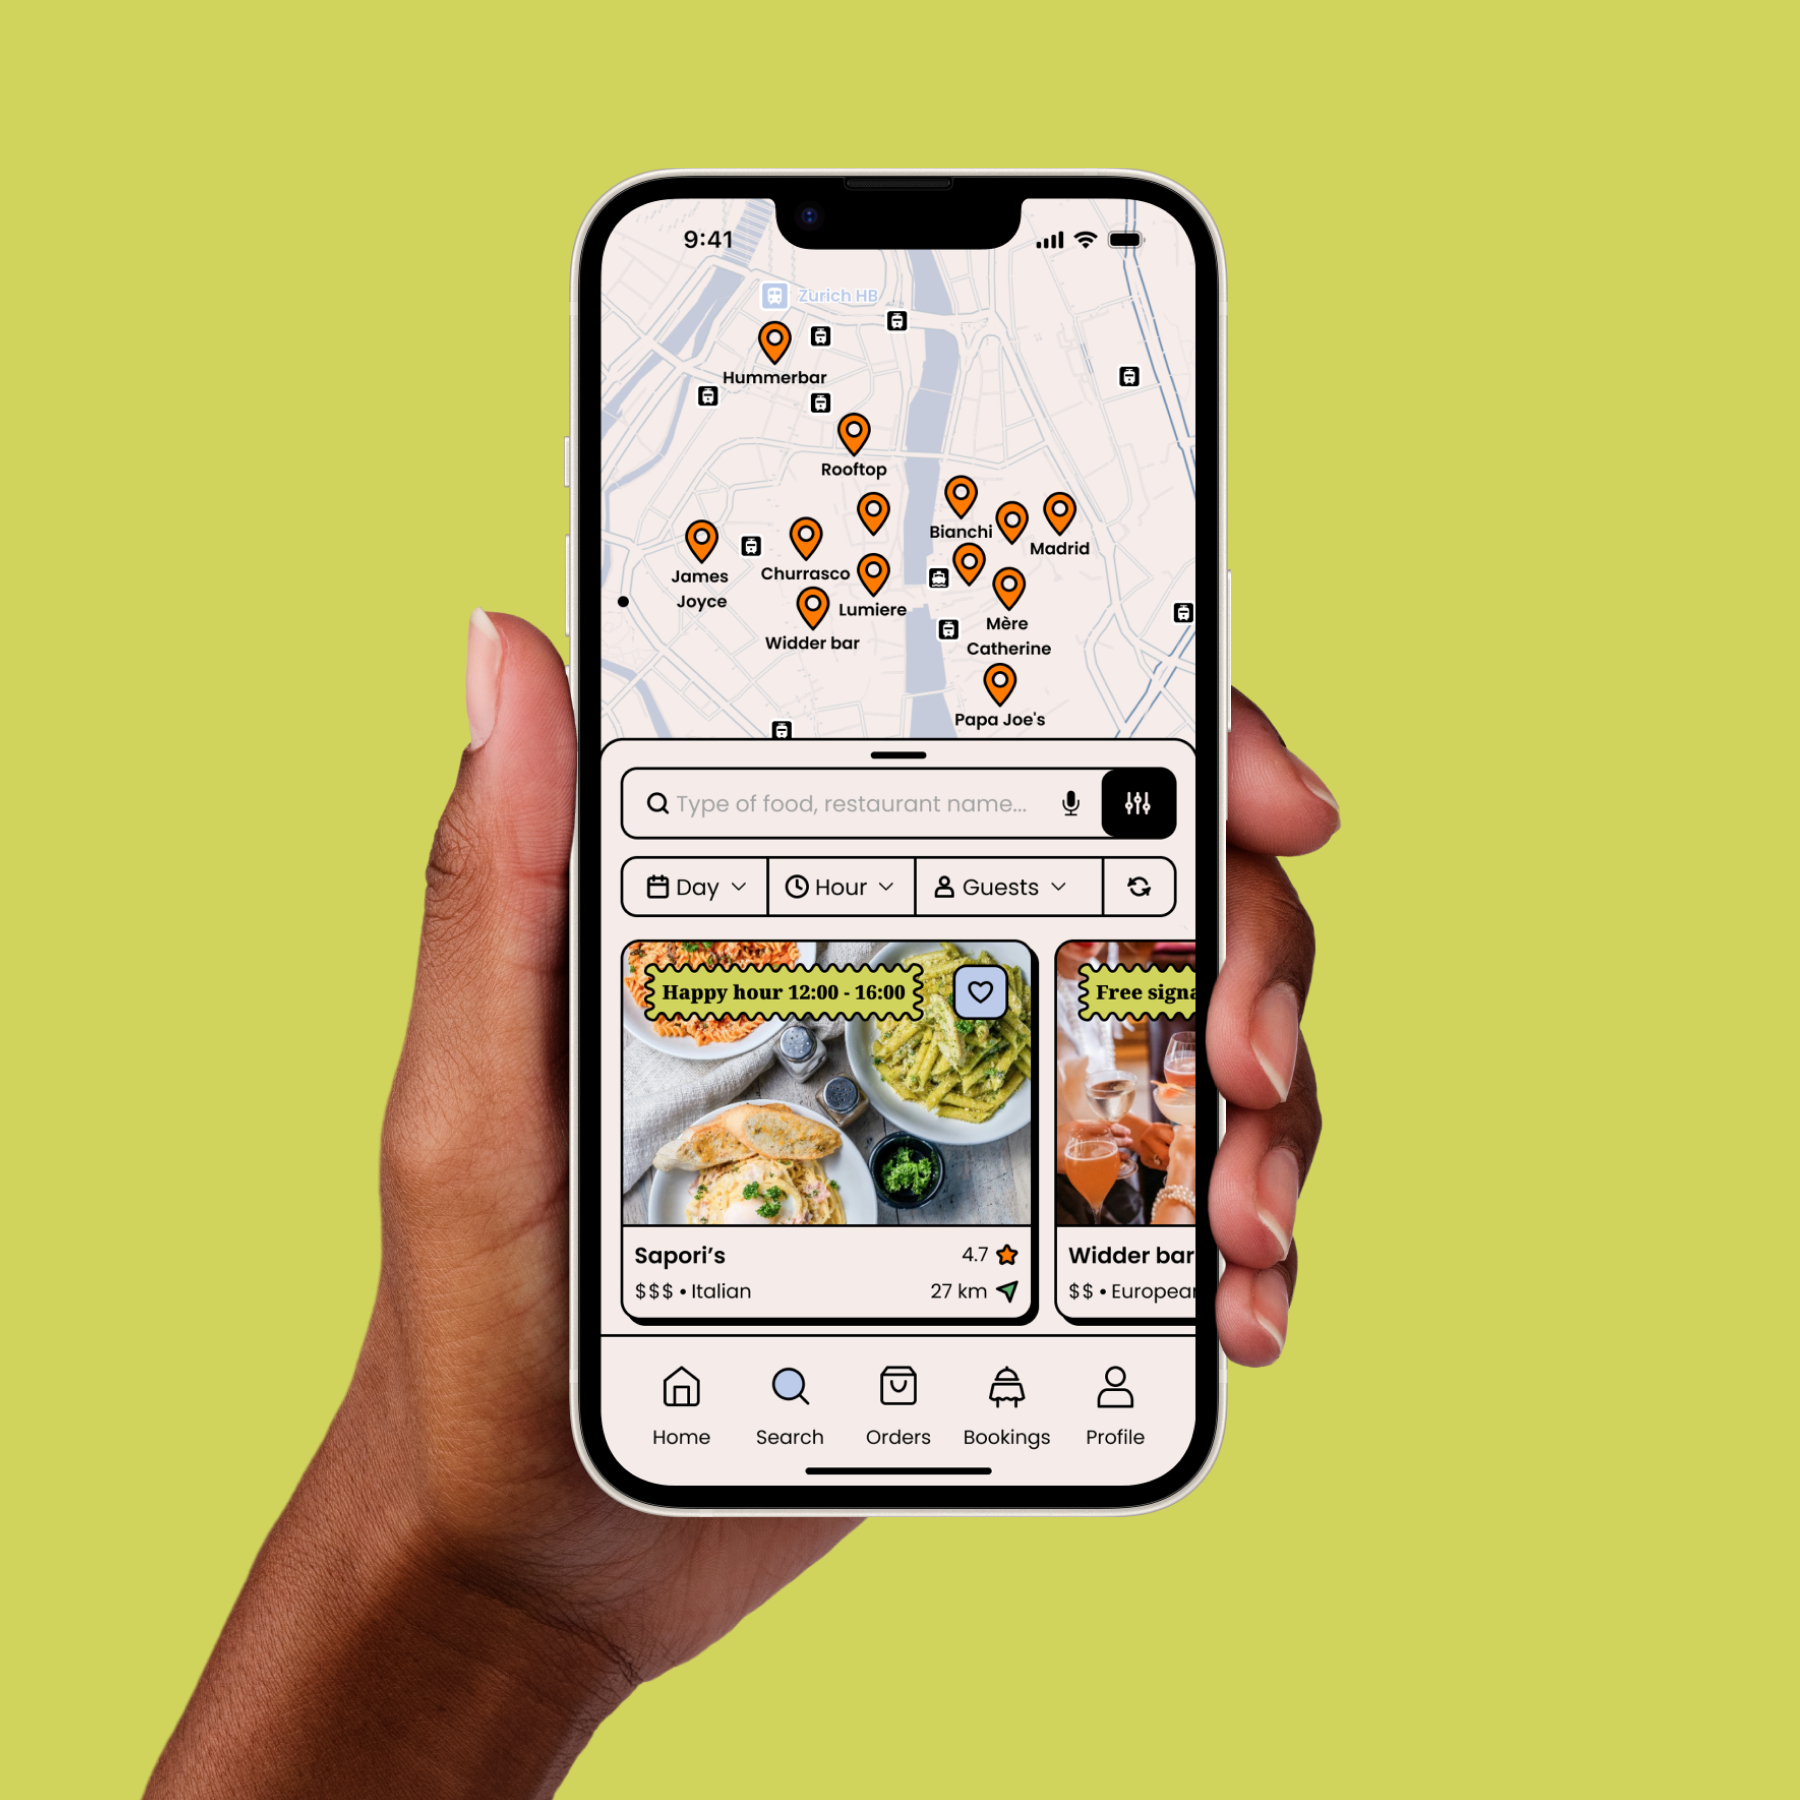 9:41
Zurich HB
Hummerbar
Rooftop
Bianchi
Madrid
James
Joyce
Churrasco
Lumiere
Widder bar
Mère
Catherine
Papa Joe's
Type of food, restaurant name...
Day
Hour
Guests
Happy hour 12:00 - 16:00
Free signa
Sapori's
4.7
$$$ • Italian
27 km
Widder bar
$$ • European
Home
Search
Orders
Bookings
Profile